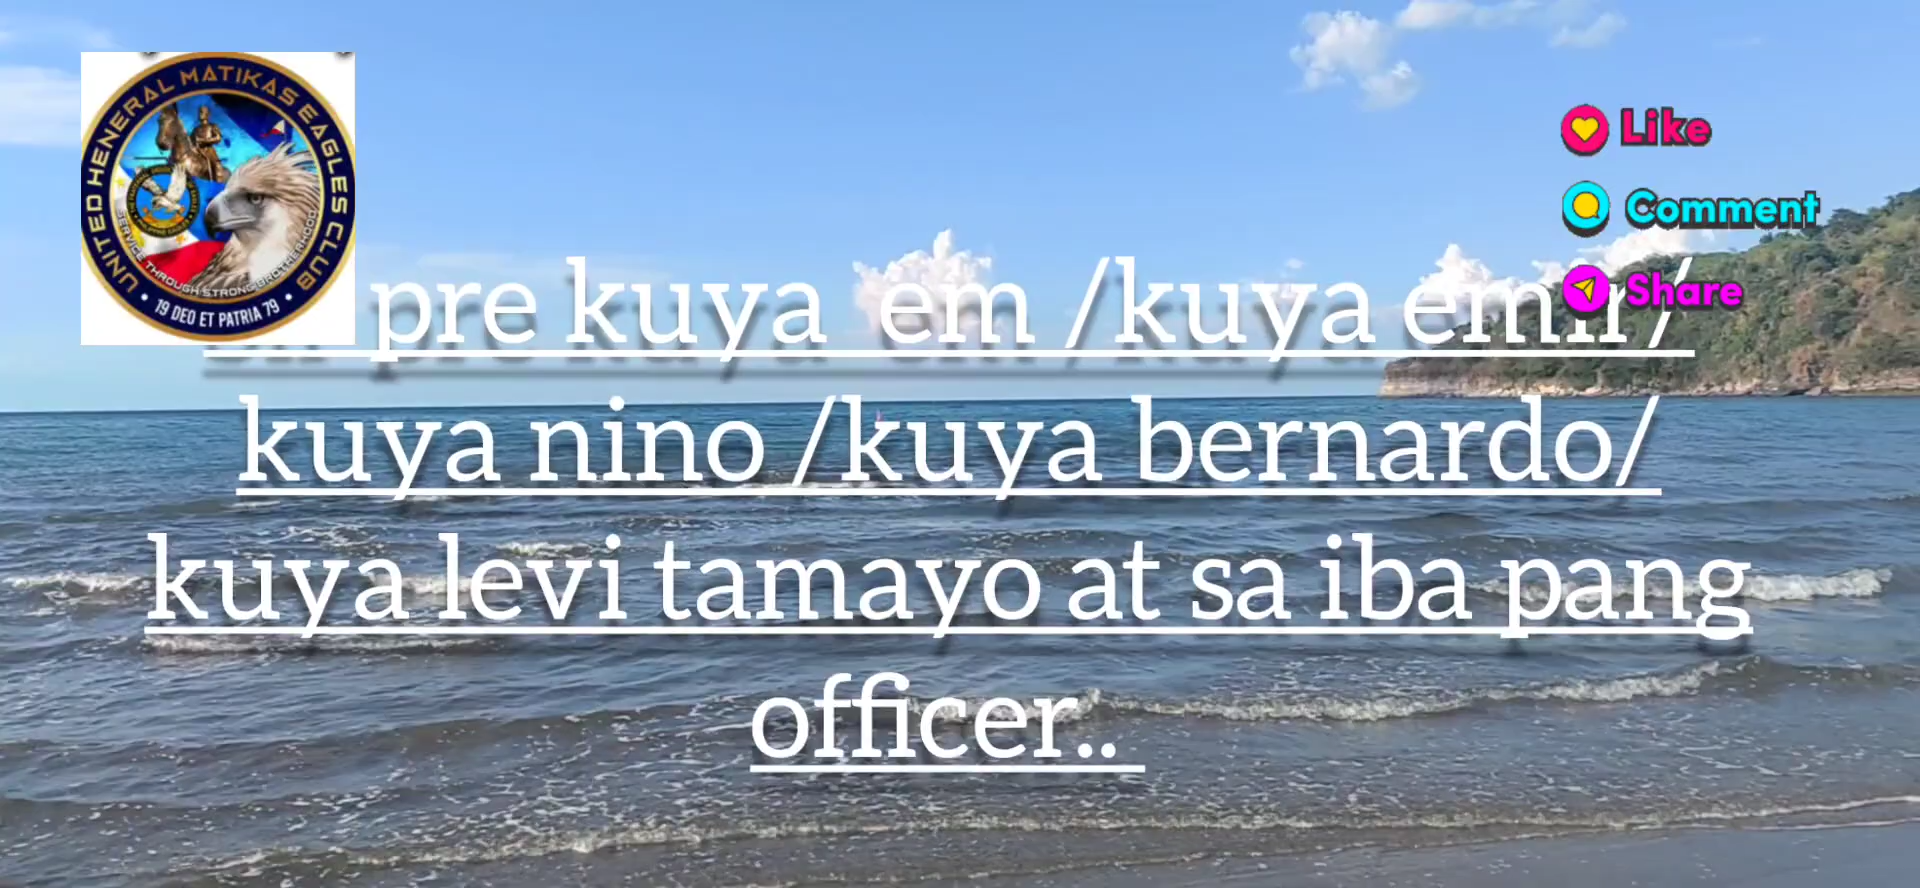 UNITED HENERAL MATIKAS EAGLES CLUB
SERVICE THROUGH STRONG BROTHERHOOD
• 19 DEO ET PATRIA 79 •
Like
Comment
Share
pre kuya em /kuya emir/
kuya nino /kuya bernardo/
kuya levi tamayo at sa iba pang
officer..